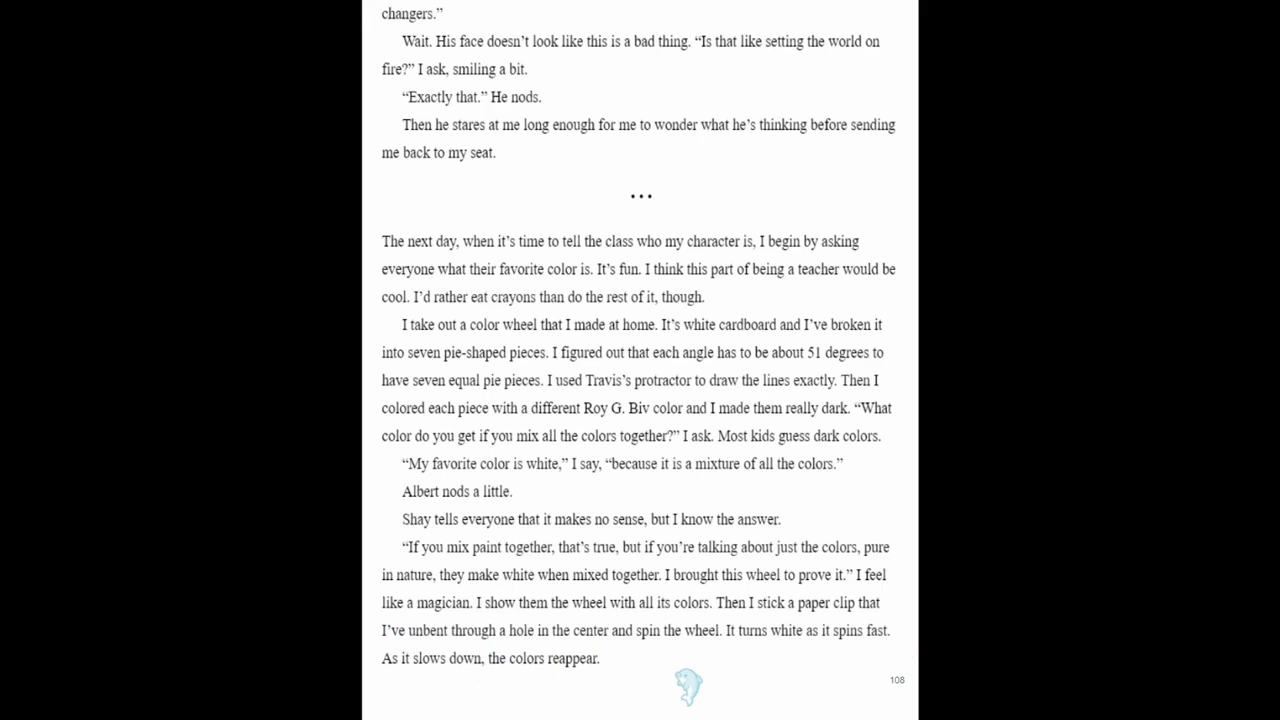 changers.”
Wait. His face doesn’t look like this is a bad thing. “Is that like setting the world on
fire?” I ask, smiling a bit.
“Exactly that.” He nods.
Then he stares at me long enough for me to wonder what he’s thinking before sending
me back to my seat.
• • •
The next day, when it’s time to tell the class who my character is, I begin by asking
everyone what their favorite color is. It’s fun. I think this part of being a teacher would be
cool. I’d rather eat crayons than do the rest of it, though.
I take out a color wheel that I made at home. It’s white cardboard and I’ve broken it
into seven pie-shaped pieces. I figured out that each angle has to be about 51 degrees to
have seven equal pie pieces. I used Travis’s protractor to draw the lines exactly. Then I
colored each piece with a different Roy G. Biv color and I made them really dark. “What
color do you get if you mix all the colors together?” I ask. Most kids guess dark colors.
“My favorite color is white,” I say, “because it is a mixture of all the colors.”
Albert nods a little.
Shay tells everyone that it makes no sense, but I know the answer.
“If you mix paint together, that’s true, but if you’re talking about just the colors, pure
in nature, they make white when mixed together. I brought this wheel to prove it.” I feel
like a magician. I show them the wheel with all its colors. Then I stick a paper clip that
I’ve unbent through a hole in the center and spin the wheel. It turns white as it spins fast.
As it slows down, the colors reappear.
108